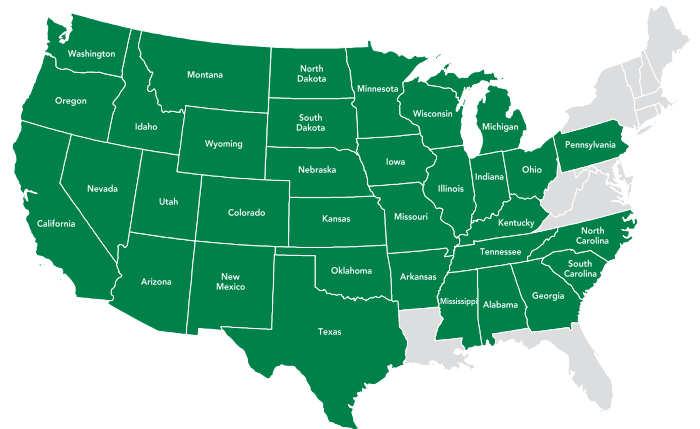 Washington
Montana
North
Dakota
Minnesota
Oregon
Idaho
Wyoming
South
Dakota
Wisconsin
Michigan
Pennsylvania
Nebraska
Iowa
Illinois
Indiana
Ohio
Nevada
Utah
Colorado
Kansas
Missouri
Kentucky
California
North
Carolina
Tennessee
Arizona
New
Mexico
Oklahoma
Arkansas
South
Carolina
Mississippi
Alabama
Georgia
Texas